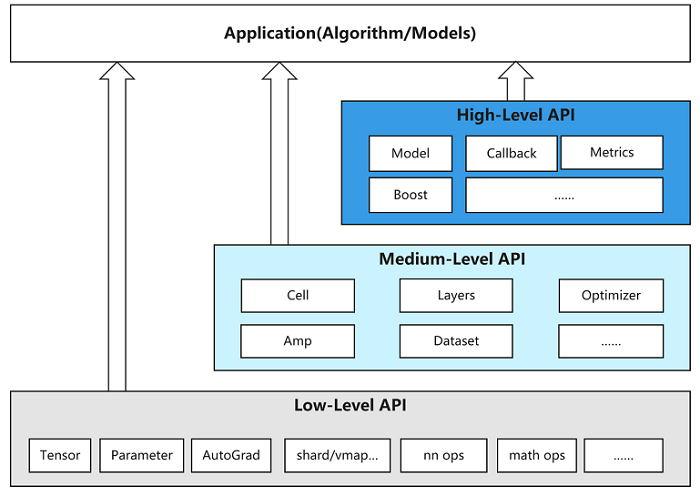 Application(Algorithm/Models)
High-Level API
Model
Callback
Metrics
Boost
......
Medium-Level API
Cell
Layers
Optimizer
Amp
Dataset
......
Low-Level API
Tensor
Parameter
AutoGrad
shard/vmap...
nn ops
math ops
......